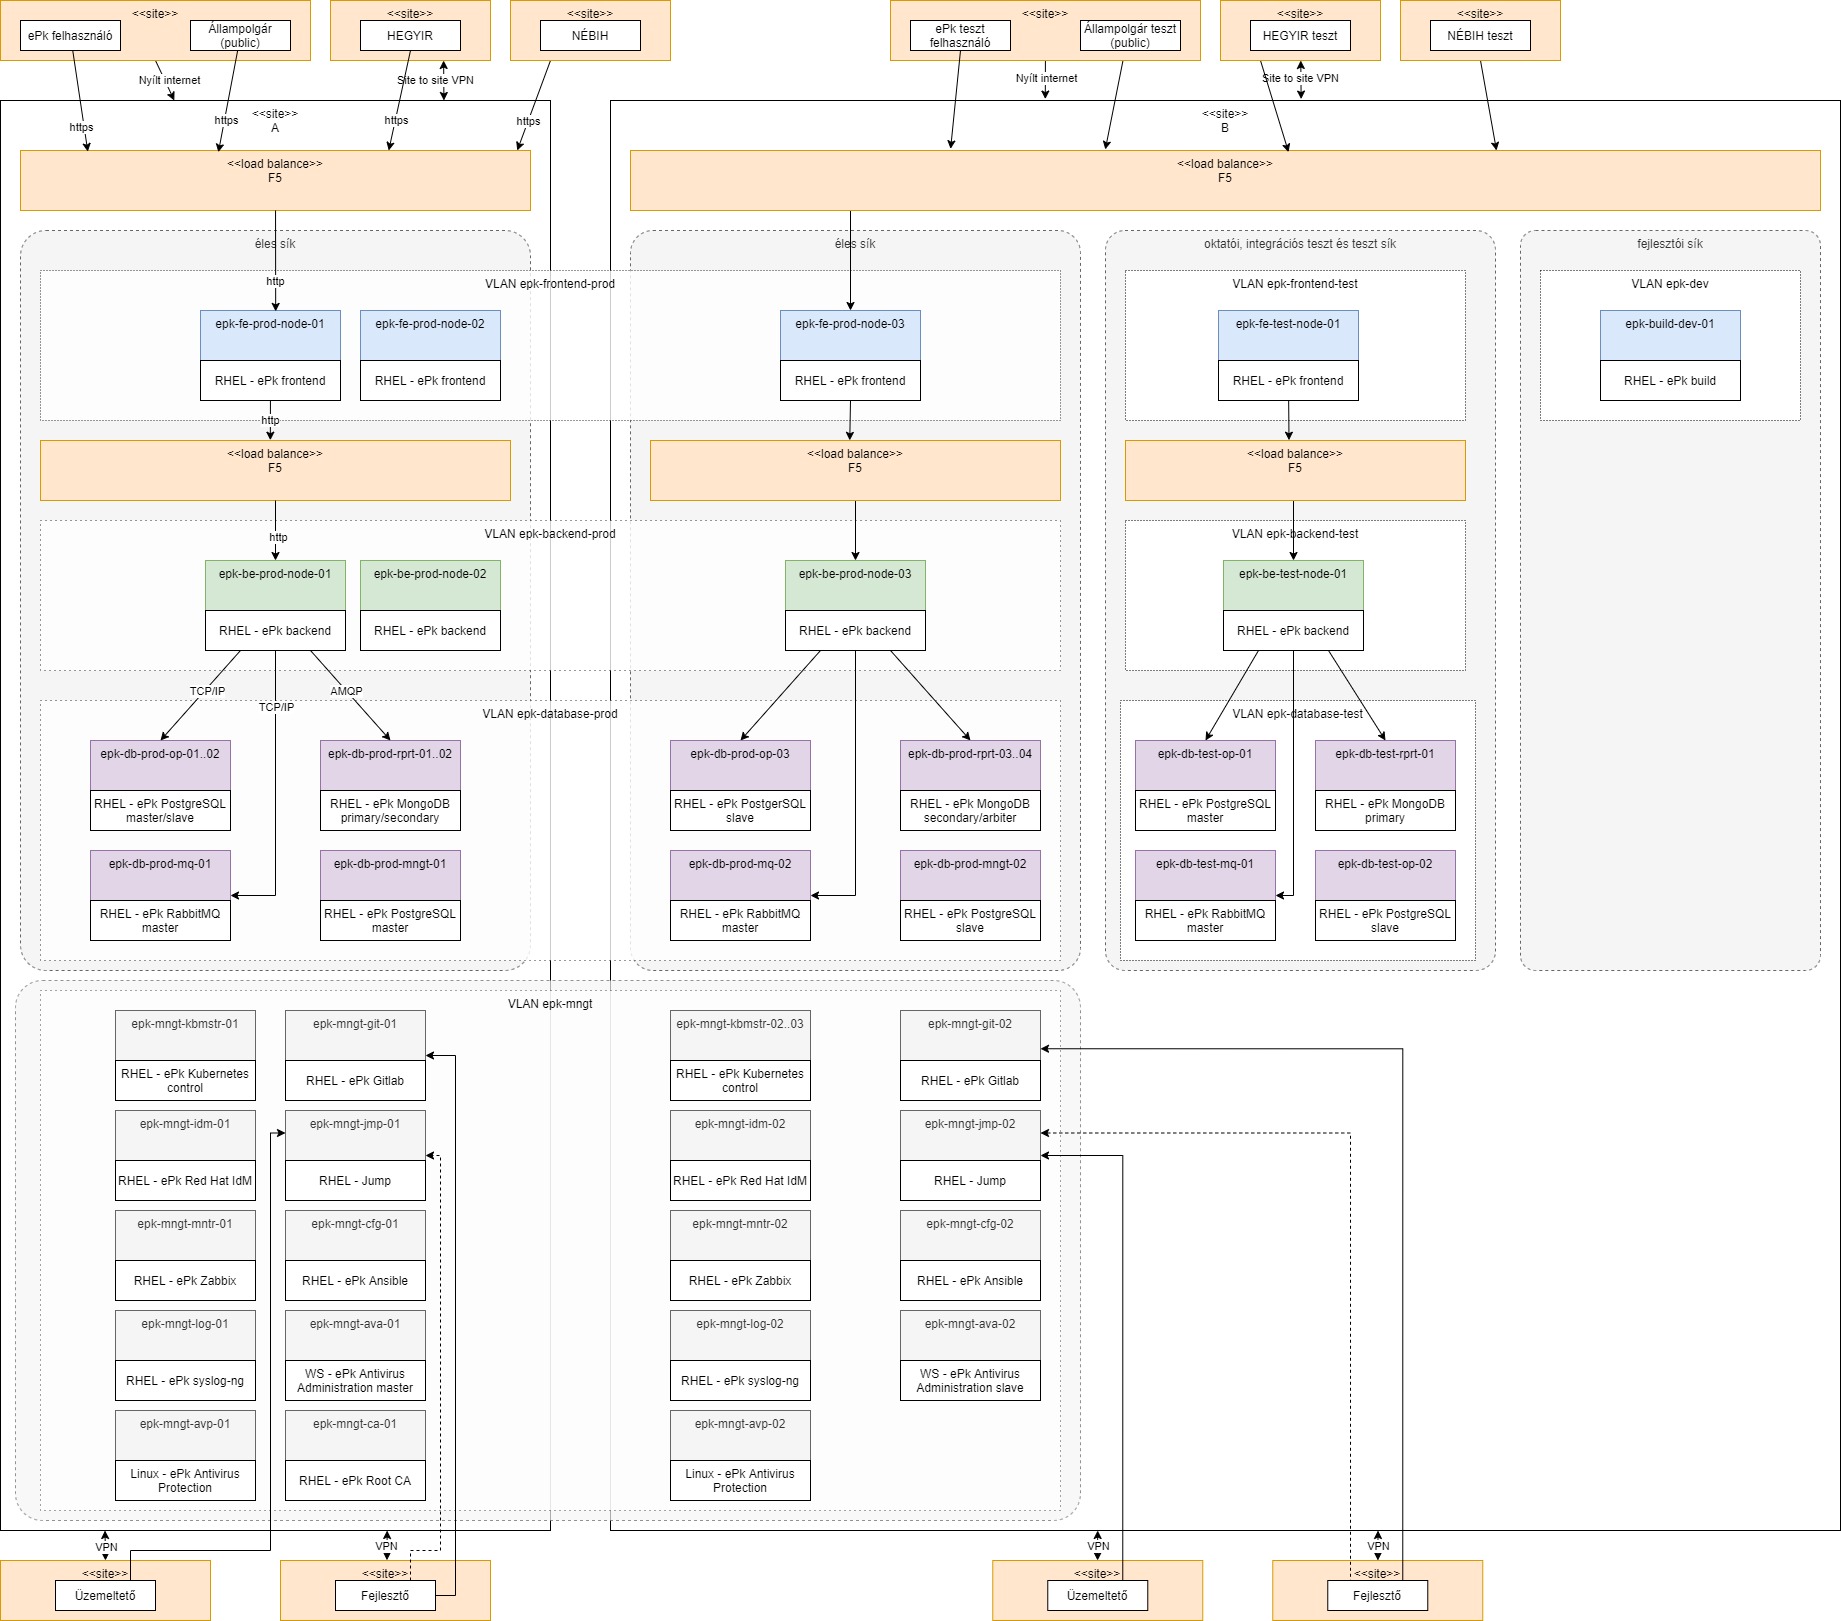 <<site>>
ePk felhasználó
Állampolgár
(public)
<<site>>
HEGYIR
<<site>>
NÉBIH
<<site>>
ePk teszt
felhasználó
Állampolgár teszt
(public)
<<site>>
HEGYIR teszt
<<site>>
NÉBIH teszt
Nyílt internet
Site to site VPN
Nyílt internet
Site to site VPN
https
https
https
https
<<site>>
A
<<site>>
B
<<load balance>>
F5
<<load balance>>
F5
éles sík
éles sík
oktatói, integrációs teszt és teszt sík
fejlesztői sík
http
VLAN epk-frontend-prod
VLAN epk-frontend-test
VLAN epk-dev
epk-fe-prod-node-01
RHEL - ePk frontend
epk-fe-prod-node-02
RHEL - ePk frontend
epk-fe-prod-node-03
RHEL - ePk frontend
epk-fe-test-node-01
RHEL - ePk frontend
epk-build-dev-01
RHEL - ePk build
http
<<load balance>>
F5
<<load balance>>
F5
<<load balance>>
F5
http
VLAN epk-backend-prod
VLAN epk-backend-test
epk-be-prod-node-01
RHEL - ePk backend
epk-be-prod-node-02
RHEL - ePk backend
epk-be-prod-node-03
RHEL - ePk backend
epk-be-test-node-01
RHEL - ePk backend
TCP/IP
TCP/IP
AMQP
VLAN epk-database-prod
VLAN epk-database-test
epk-db-prod-op-01..02
RHEL - ePk PostgreSQL
master/slave
epk-db-prod-rprt-01..02
RHEL - ePk MongoDB
primary/secondary
epk-db-prod-op-03
RHEL - ePk PostgerSQL
slave
epk-db-prod-rprt-03..04
RHEL - ePk MongoDB
secondary/arbiter
epk-db-test-op-01
RHEL - ePk PostgreSQL
master
epk-db-test-rprt-01
RHEL - ePk MongoDB
primary
epk-db-prod-mq-01
RHEL - ePk RabbitMQ
master
epk-db-prod-mngt-01
RHEL - ePk PostgreSQL
master
epk-db-prod-mq-02
RHEL - ePk RabbitMQ
master
epk-db-prod-mngt-02
RHEL - ePk PostgreSQL
slave
epk-db-test-mq-01
RHEL - ePk RabbitMQ
master
epk-db-test-op-02
RHEL - ePk PostgreSQL
slave
VLAN epk-mngt
epk-mngt-kbmstr-01
RHEL - ePk Kubernetes
control
epk-mngt-git-01
RHEL - ePk Gitlab
epk-mngt-kbmstr-02..03
RHEL - ePk Kubernetes
control
epk-mngt-git-02
RHEL - ePk Gitlab
epk-mngt-idm-01
RHEL - ePk Red Hat IdM
epk-mngt-jmp-01
RHEL - Jump
epk-mngt-idm-02
RHEL - ePk Red Hat IdM
epk-mngt-jmp-02
RHEL - Jump
epk-mngt-mntr-01
RHEL - ePk Zabbix
epk-mngt-cfg-01
RHEL - ePk Ansible
epk-mngt-mntr-02
RHEL - ePk Zabbix
epk-mngt-cfg-02
RHEL - ePk Ansible
epk-mngt-log-01
RHEL - ePk syslog-ng
epk-mngt-ava-01
WS - ePk Antivirus
Administration master
epk-mngt-log-02
RHEL - ePk syslog-ng
epk-mngt-ava-02
WS - ePk Antivirus
Administration slave
epk-mngt-avp-01
Linux - ePk Antivirus
Protection
epk-mngt-ca-01
RHEL - ePk Root CA
epk-mngt-avp-02
Linux - ePk Antivirus
Protection
VPN
VPN
VPN
VPN
<<site>>
Üzemeltető
<<site>>
Fejlesztő
<<site>>
Üzemeltető
<<site>>
Fejlesztő